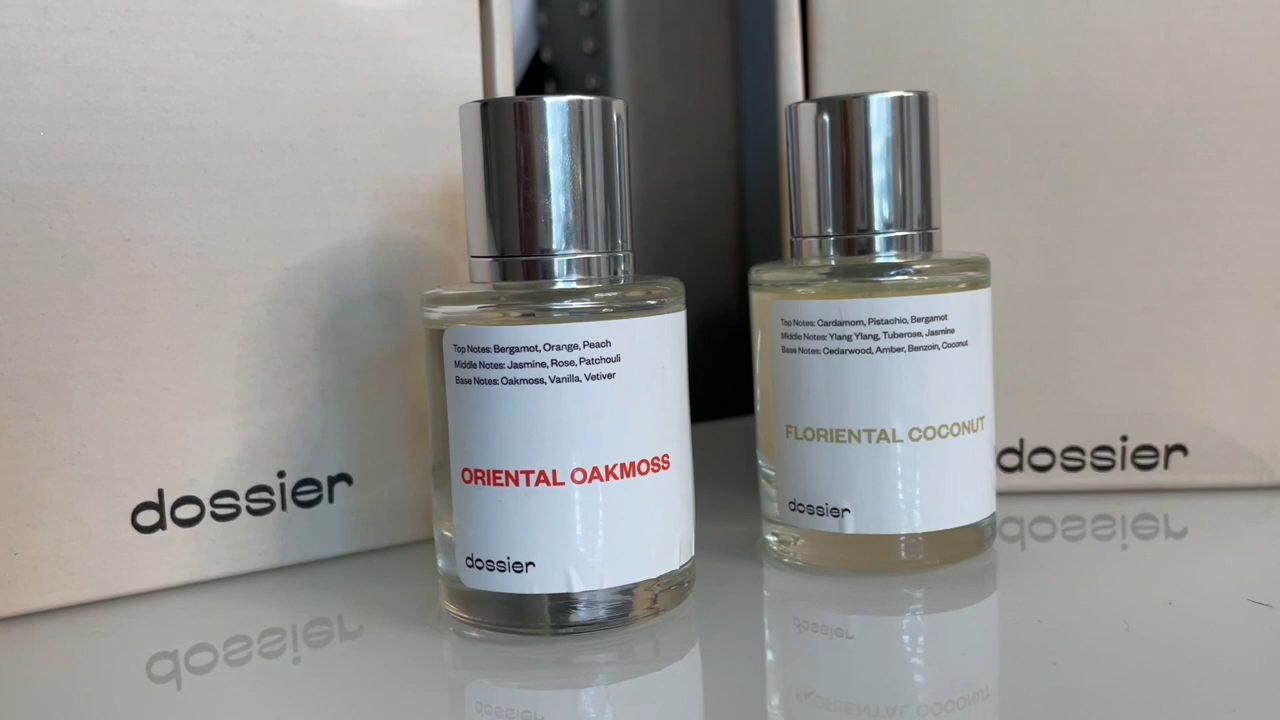 dossier
Top Notes: Bergamot, Orange, Peach
Middle Notes: Jasmine, Rose, Patchouli
Base Notes: Oakmoss, Vanilla, Vetiver
ORIENTAL OAKMOSS
dossier
Top Notes: Cardamom, Pistachio, Bergamot
Middle Notes: Ylang Ylang, Tuberose, Jasmine
Base Notes: Cedarwood, Amber, Benzoin, Coconut
FLORIENTAL COCONUT
dossier
dossier